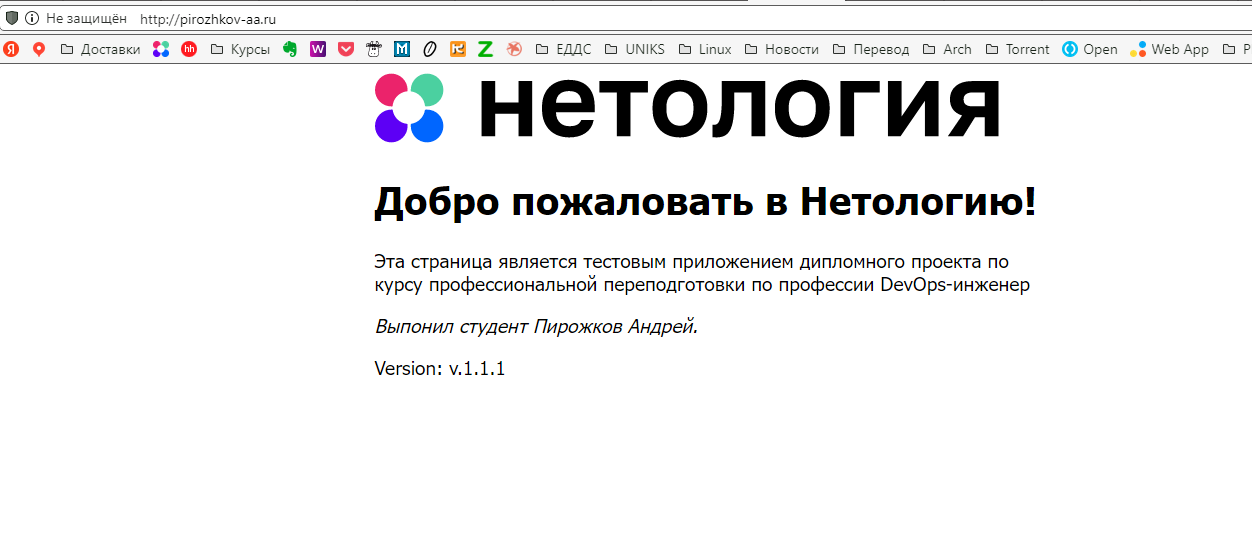 Не защищён http://pirozhkov-aa.ru
Я Доставки hh Курсы W M ЕДДС UNIKS Linux Новости Перевод Arch Torrent Open Web App
нетология
Добро пожаловать в Нетологию!
Эта страница является тестовым приложением дипломного проекта по
курсу профессиональной переподготовки по профессии DevOps-инженер
Выпонил студент Пирожков Андрей.
Version: v.1.1.1